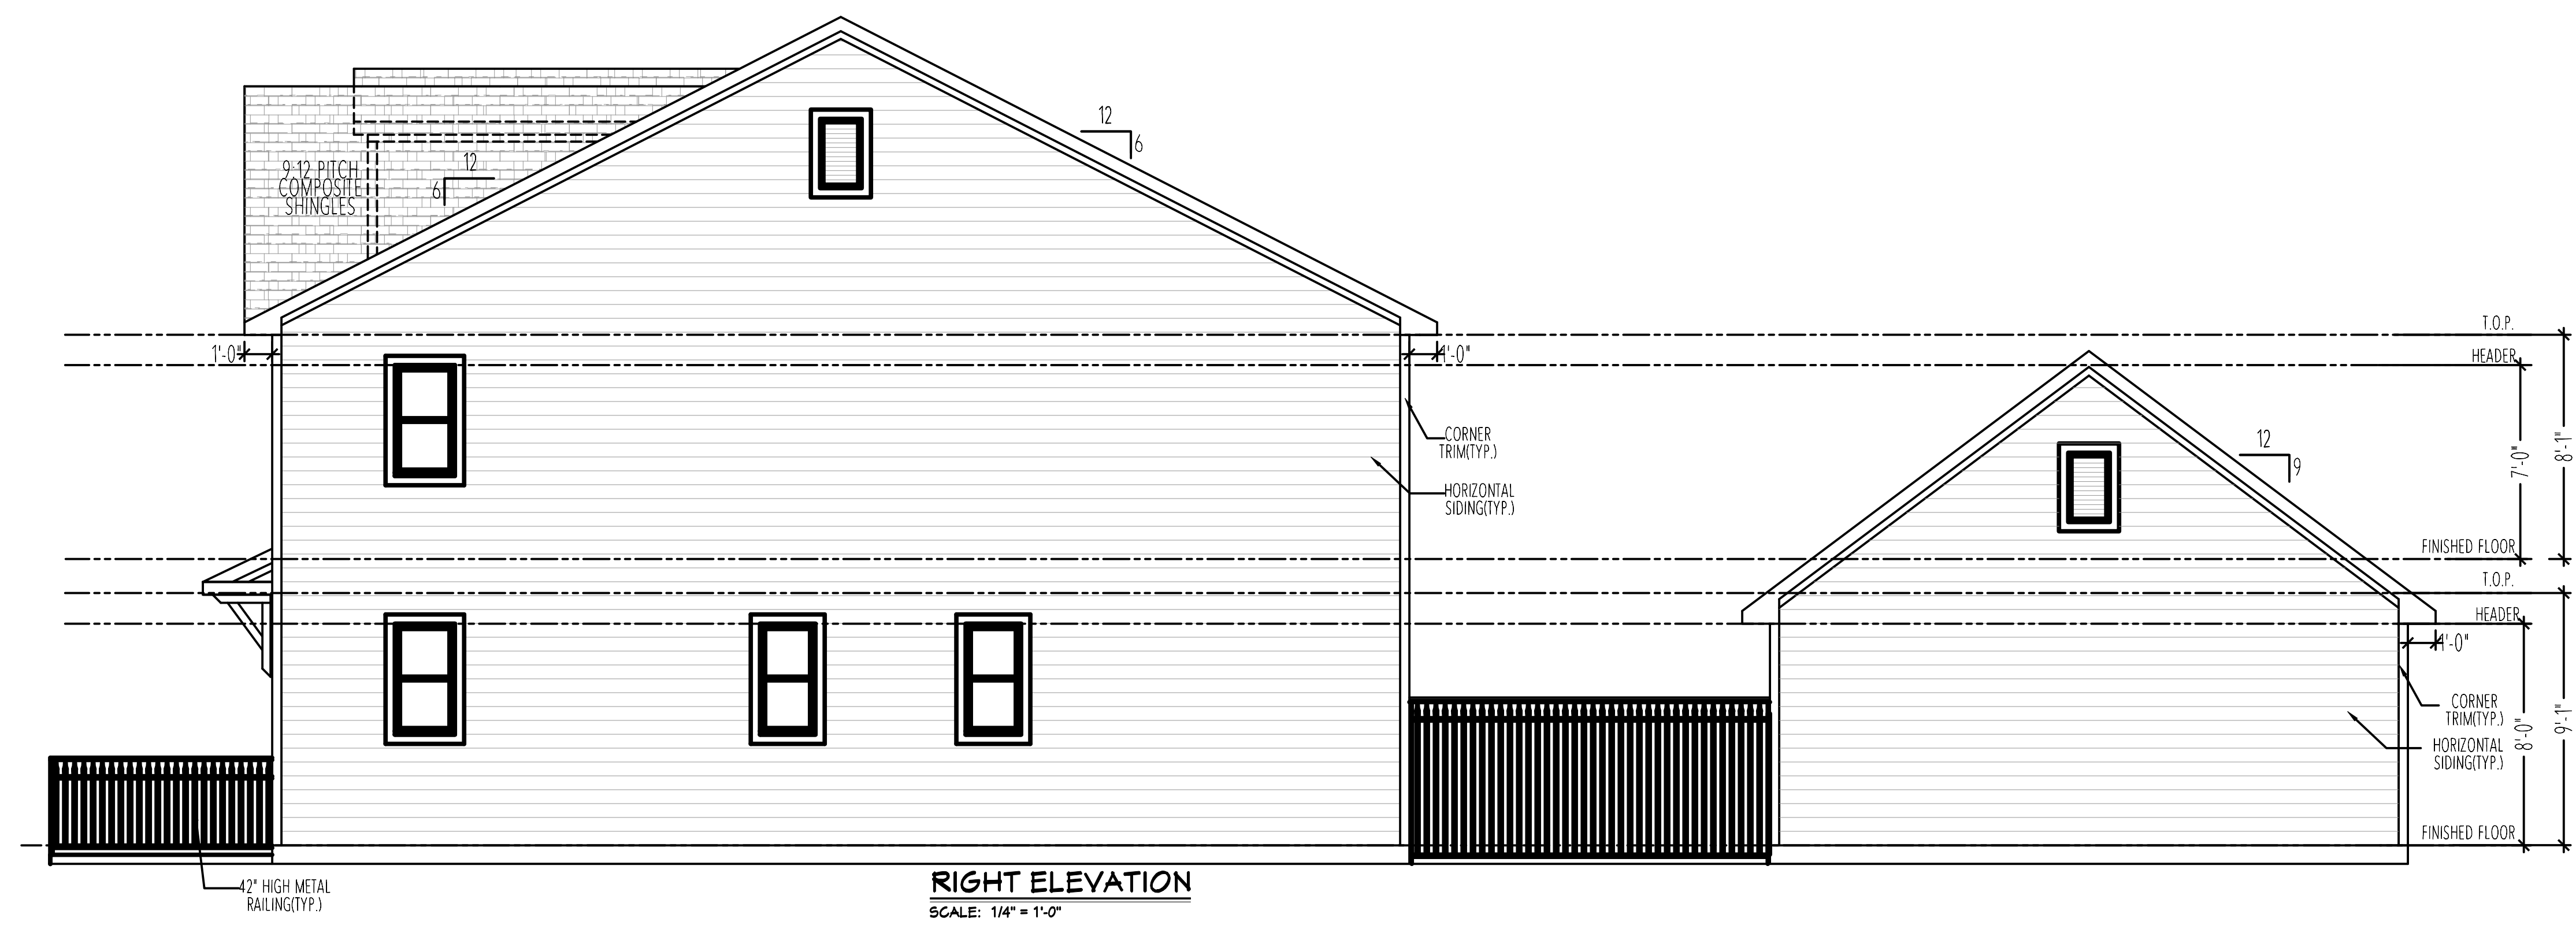 12
6
9:12 PITCH
COMPOSITE
SHINGLES
12
6
T.O.P.
1'-0"
1'-0"
HEADER
CORNER
TRIM(TYP.)
12
9
7'-0"
8'-1"
HORIZONTAL
SIDING(TYP.)
FINISHED FLOOR
T.O.P.
HEADER
1'-0"
CORNER
TRIM(TYP.)
8'-0"
9'-1"
HORIZONTAL
SIDING(TYP.)
FINISHED FLOOR
42" HIGH METAL
RAILING(TYP.)
RIGHT ELEVATION
SCALE: 1/4" = 1'-0"